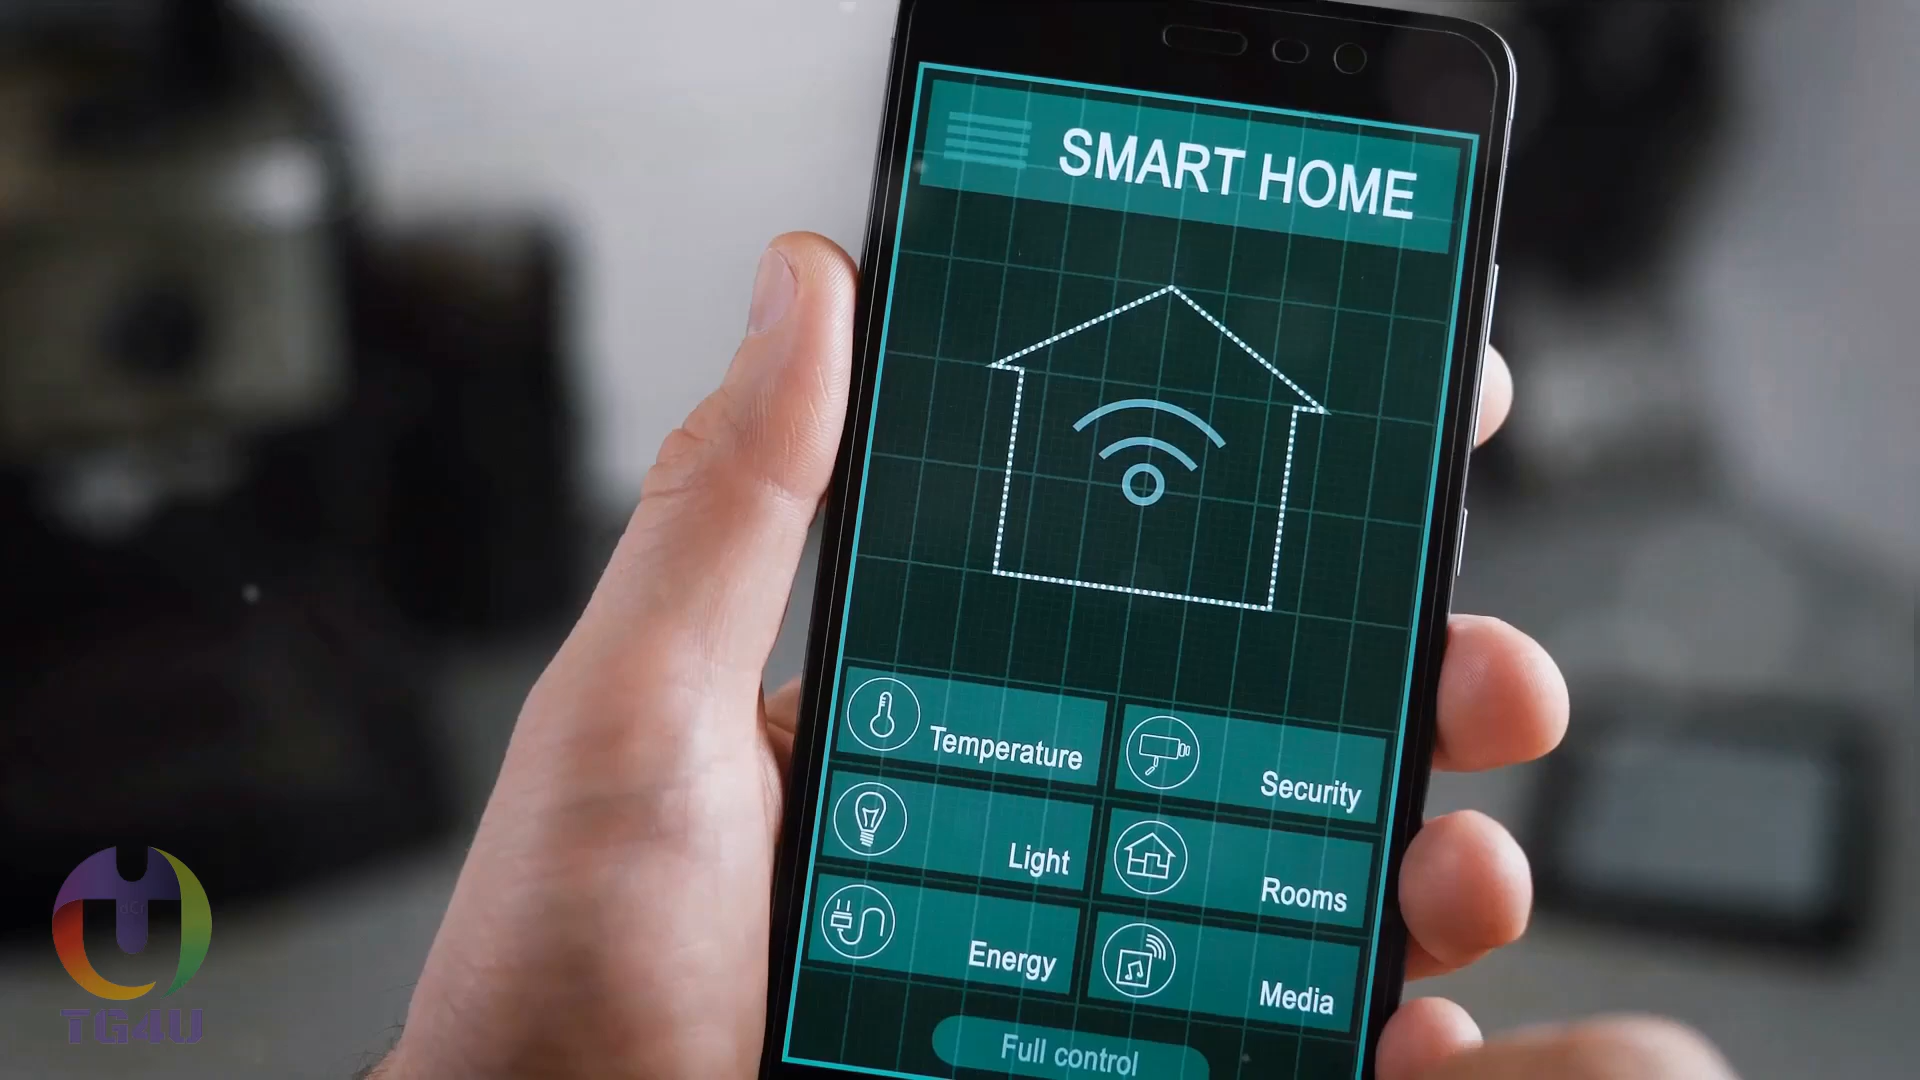 SMART HOME
Temperature
Security
Light
Rooms
Energy
Media
Full control
TG4U